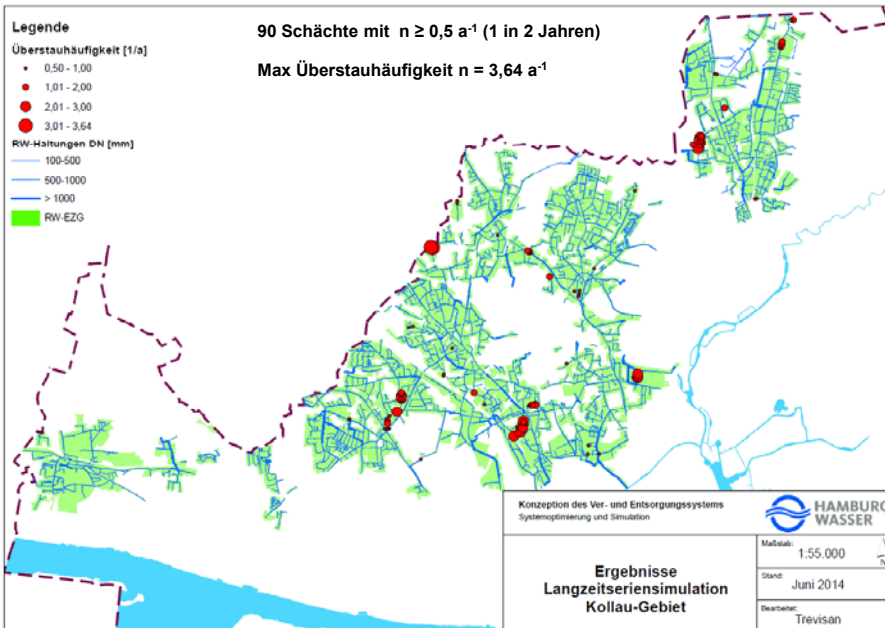 Legende
Überstauhäufigkeit [1/a]
0,50 - 1,00
1,01 - 2,00
2,01 - 3,00
3,01 - 3,64
RW-Haltungen DN [mm]
100-500
500-1000
> 1000
RW-EZG
90 Schächte mit n ≥ 0,5 a⁻¹ (1 in 2 Jahren)
Max Überstauhäufigkeit n = 3,64 a⁻¹
Konzeption des Ver- und Entsorgungssystems
Systemoptimierung und Simulation
HAMBURG
WASSER
Ergebnisse
Langzeitseriensimulation
Kollau-Gebiet
Maßstab:
1:55.000
N
Stand:
Juni 2014
Bearbeitet:
Trevisan